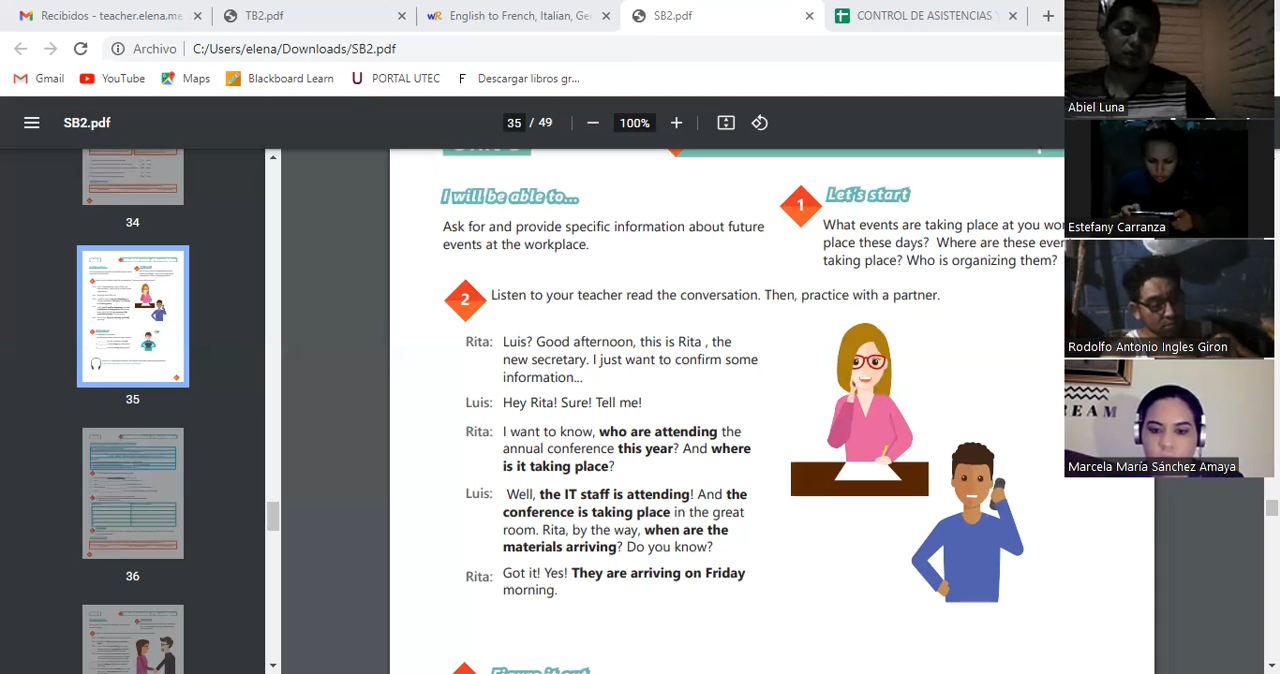 Recibidos - teacher.elena.me
TB2.pdf
English to French, Italian, Ge
SB2.pdf
CONTROL DE ASISTENCIAS
Archivo C:/Users/elena/Downloads/SB2.pdf
Gmail YouTube Maps Blackboard Learn PORTAL UTEC Descargar libros gr...
SB2.pdf 35 / 49 100%
34
35
36
I will be able to...
Ask for and provide specific information about future
events at the workplace.
1 Let's start
What events are taking place at you wo
place these days? Where are these ever
taking place? Who is organizing them?
2 Listen to your teacher read the conversation. Then, practice with a partner.
Rita: Luis? Good afternoon, this is Rita , the
new secretary. I just want to confirm some
information...
Luis: Hey Rita! Sure! Tell me!
Rita: I want to know, who are attending the
annual conference this year? And where
is it taking place?
Luis: Well, the IT staff is attending! And the
conference is taking place in the great
room. Rita, by the way, when are the
materials arriving? Do you know?
Rita: Got it! Yes! They are arriving on Friday
morning.
Abiel Luna
Estefany Carranza
Rodolfo Antonio Ingles Giron
REAM
Marcela María Sánchez Amaya